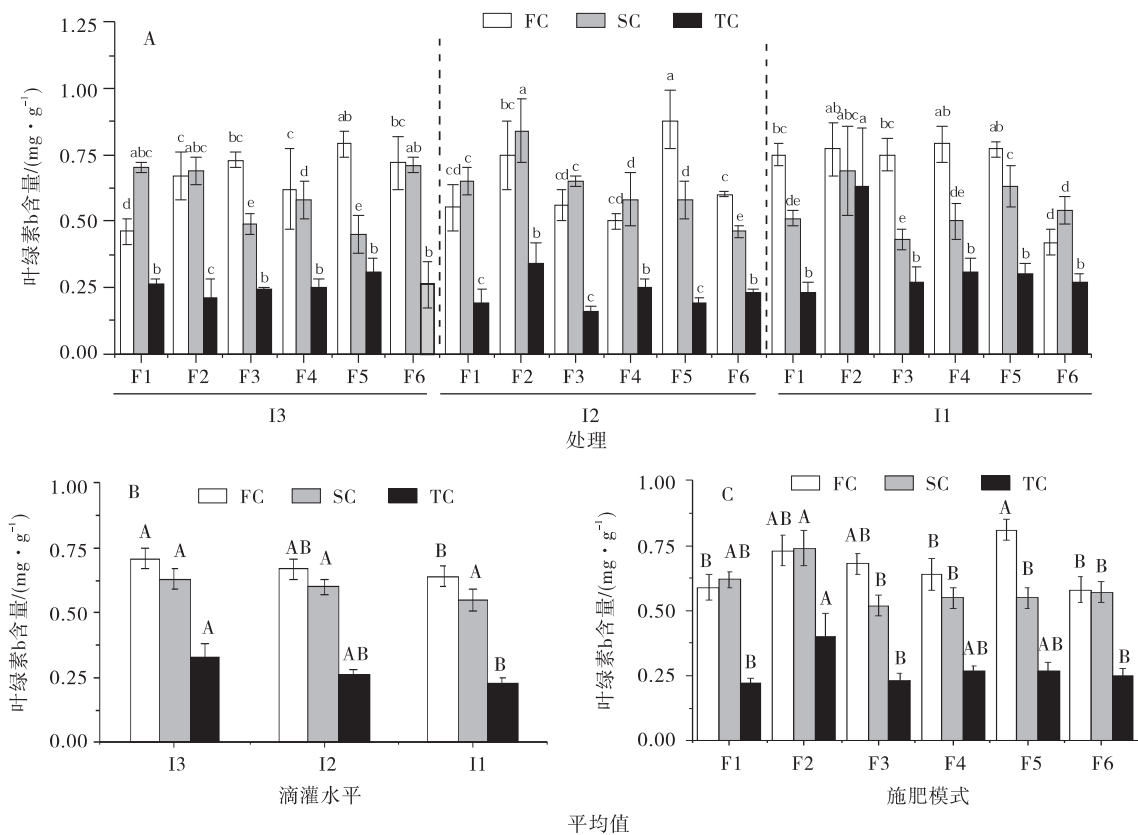 A
FC SC TC
叶绿素b含量/(mg·g⁻¹)
1.25
1.00
0.75
0.50
0.25
0.00
d abc b c abc c bc e b c d b ab e b bc ab b
cd c c bc a b cd c c cd d b a d c c e b
bc de b ab abc a bc e b ab de b ab c b d d b
F1 F2 F3 F4 F5 F6 F1 F2 F3 F4 F5 F6 F1 F2 F3 F4 F5 F6
I3 I2 I1
处理
B
FC SC TC
叶绿素b含量/(mg·g⁻¹)
1.00
0.75
0.50
0.25
0.00
A A A AB A AB B A B
I3 I2 I1
滴灌水平
C
FC SC TC
叶绿素b含量/(mg·g⁻¹)
1.00
0.75
0.50
0.25
0.00
B AB B AB A A AB B B B B AB A B AB B B B
F1 F2 F3 F4 F5 F6
施肥模式
平均值